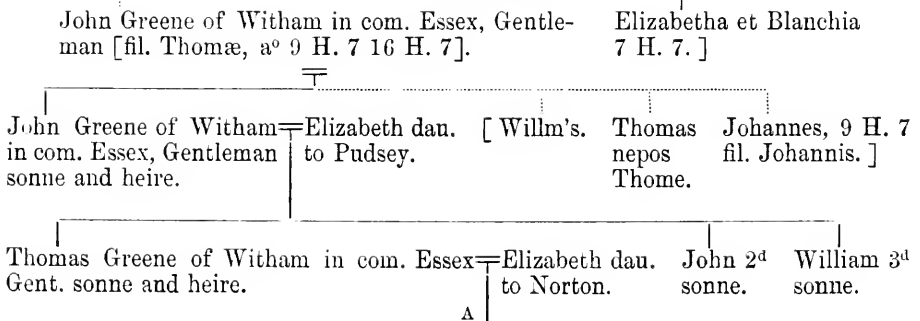 John Greene of Witham in com. Essex, Gentle-
man [fil. Thomæ, aº 9 H. 7 16 H. 7].
Elizabetha et Blanchia
7 H. 7. ]
John Greene of Witham
in com. Essex, Gentleman
sonne and heire.
Elizabeth dau.
to Pudsey.
[ Willm's.
Thomas
nepos
Thome.
Johannes, 9 H. 7
fil. Johannis. ]
Thomas Greene of Witham in com. Essex
Gent. sonne and heire.
Elizabeth dau.
to Norton.
John 2ᵈ
sonne.
William 3ᵈ
sonne.
A